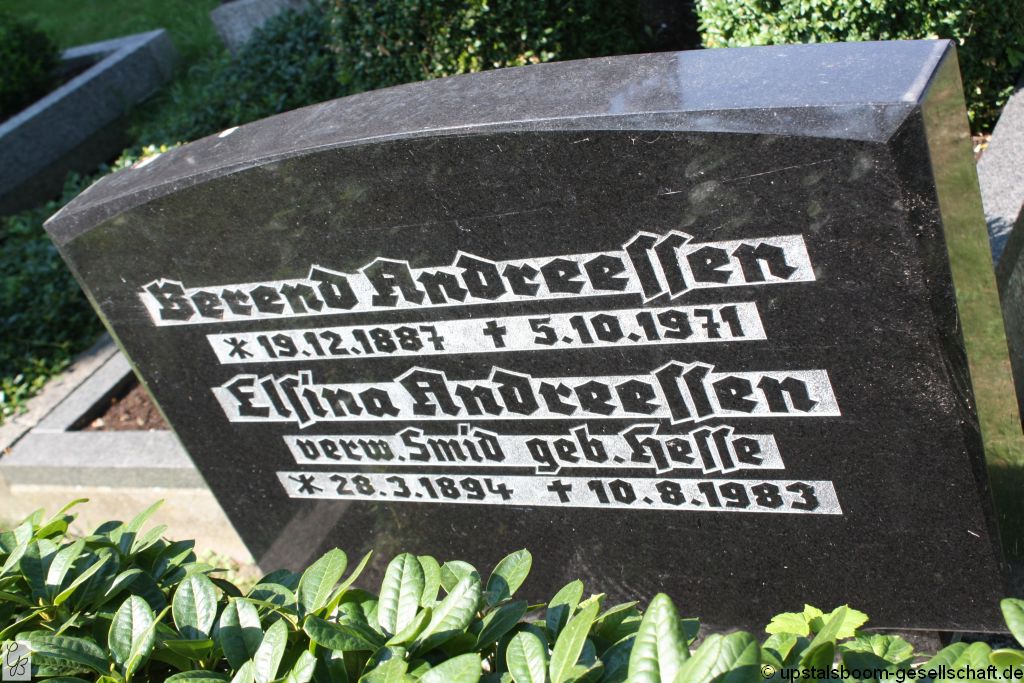 Berend Andreeſſen
* 19.12.1887 ✝ 5.10.1971
Elſina Andreeſſen
verw. Smid geb. Heſſe
* 28.3.1894 ✝ 10.8.1983
© upstalsboom-gesellschaft.de